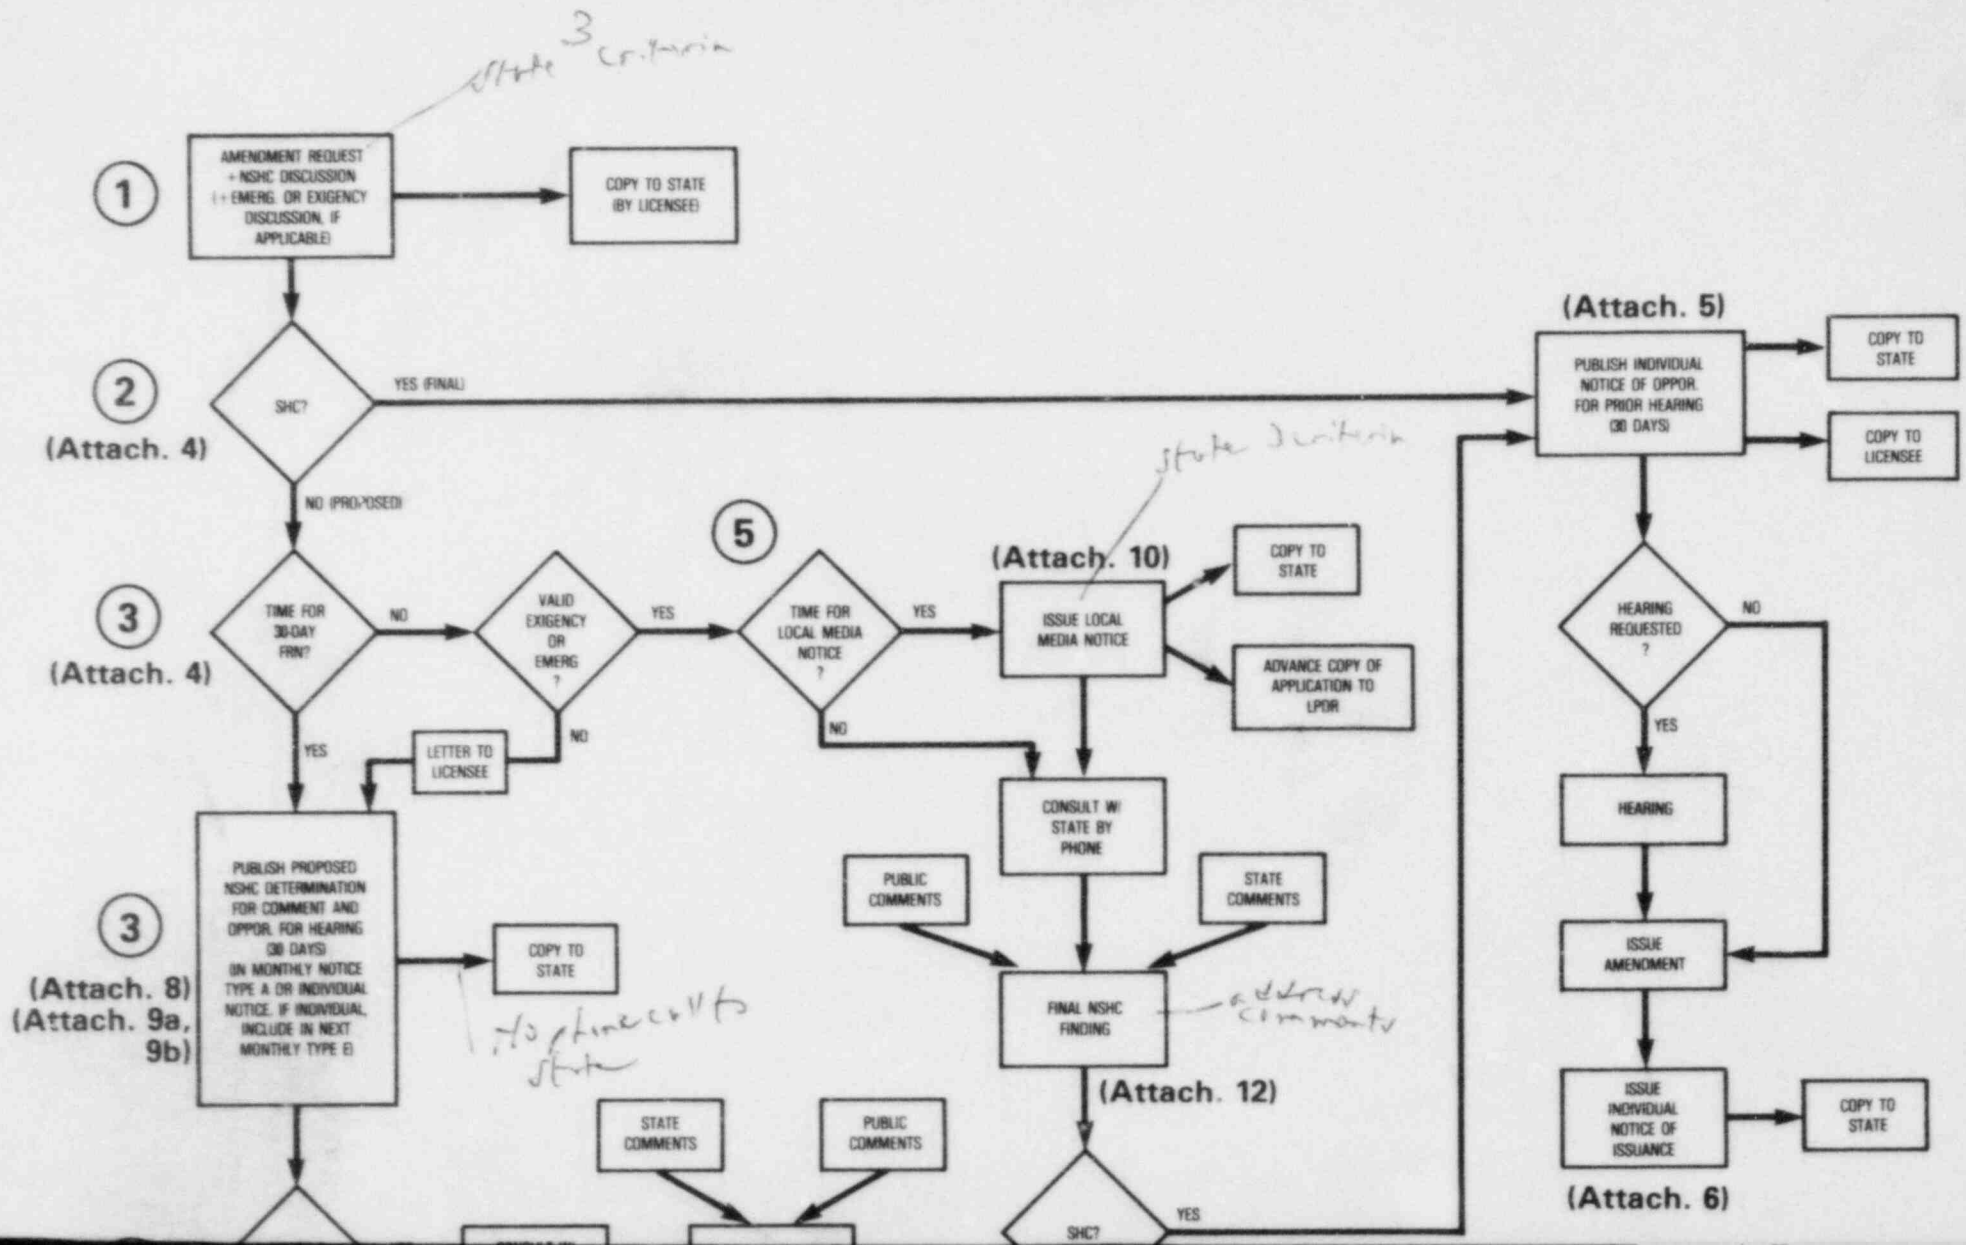 state 3 criteria
1
AMENDMENT REQUEST
+ NSHC DISCUSSION
(+ EMERG. OR EXIGENCY
DISCUSSION, IF
APPLICABLE)
COPY TO STATE
(BY LICENSEE)
2
(Attach. 4)
SHC?
YES (FINAL)
NO (PROPOSED)
(Attach. 5)
PUBLISH INDIVIDUAL
NOTICE OF OPPOR.
FOR PRIOR HEARING
(30 DAYS)
COPY TO
STATE
COPY TO
LICENSEE
3
(Attach. 4)
TIME FOR
30-DAY
FRN?
NO
YES
VALID
EXIGENCY
OR
EMERG
?
YES
NO
LETTER TO
LICENSEE
5
TIME FOR
LOCAL MEDIA
NOTICE
?
YES
NO
state 3 criteria
(Attach. 10)
ISSUE LOCAL
MEDIA NOTICE
COPY TO
STATE
ADVANCE COPY OF
APPLICATION TO
LPDR
CONSULT W/
STATE BY
PHONE
PUBLIC
COMMENTS
STATE
COMMENTS
FINAL NSHC
FINDING
address
comments
(Attach. 12)
SHC?
YES
HEARING
REQUESTED
?
NO
YES
HEARING
ISSUE
AMENDMENT
ISSUE
INDIVIDUAL
NOTICE OF
ISSUANCE
COPY TO
STATE
(Attach. 6)
3
(Attach. 8)
(Attach. 9a,
9b)
PUBLISH PROPOSED
NSHC DETERMINATION
FOR COMMENT AND
OPPOR. FOR HEARING
(30 DAYS)
(IN MONTHLY NOTICE
TYPE A OR INDIVIDUAL
NOTICE. IF INDIVIDUAL,
INCLUDE IN NEXT
MONTHLY TYPE E)
COPY TO
STATE
No phone call to
state
STATE
COMMENTS
PUBLIC
COMMENTS